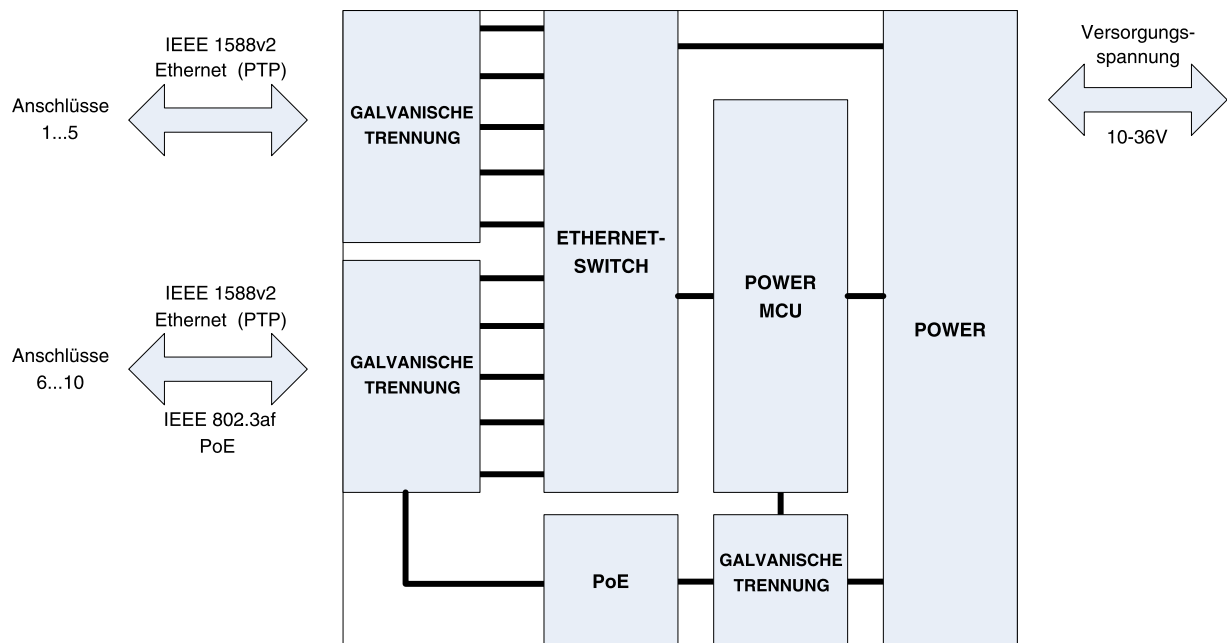 Anschlüsse
1...5
IEEE 1588v2
Ethernet (PTP)
GALVANISCHE
TRENNUNG
Anschlüsse
6...10
IEEE 1588v2
Ethernet (PTP)
IEEE 802.3af
PoE
GALVANISCHE
TRENNUNG
ETHERNET-
SWITCH
POWER
MCU
PoE
GALVANISCHE
TRENNUNG
POWER
Versorgungs-
spannung
10-36V